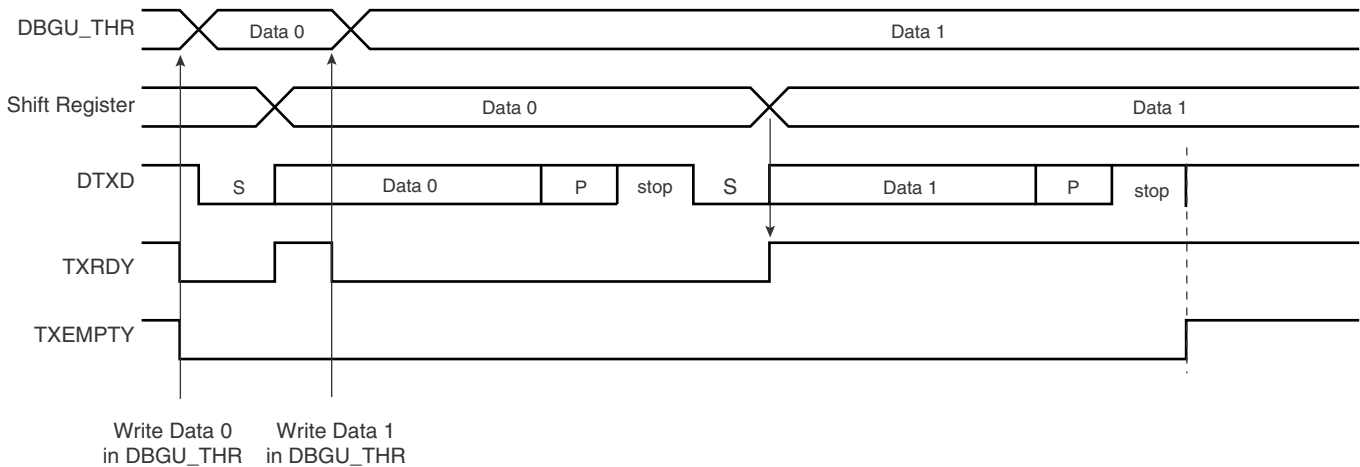 DBGU_THR
Data 0
Data 1
Shift Register
Data 0
Data 1
DTXD
S
Data 0
P
stop
S
Data 1
P
stop
TXRDY
TXEMPTY
Write Data 0
in DBGU_THR
Write Data 1
in DBGU_THR